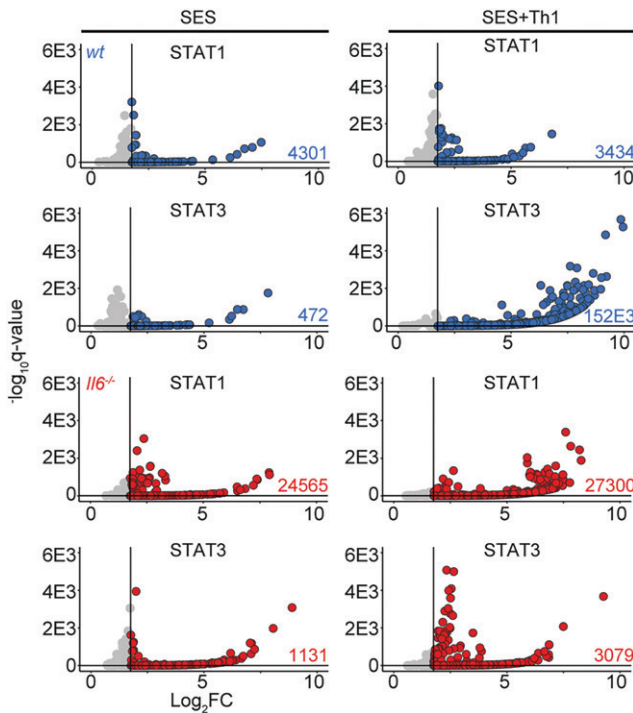 SES SES+Th1
6E3 wt STAT1 6E3 STAT1
4E3 4E3
2E3 2E3
0 4301 0 3434
0 5 10 0 5 10
6E3 STAT3 6E3 STAT3
4E3 4E3
2E3 2E3
0 472 0 152E3
0 5 10 0 5 10
-log10q-value
6E3 Il6-/- STAT1 6E3 STAT1
4E3 4E3
2E3 2E3
0 24565 0 27300
0 5 10 0 5 10
6E3 STAT3 6E3 STAT3
4E3 4E3
2E3 2E3
0 1131 0 3079
0 5 10 0 5 10
Log2FC